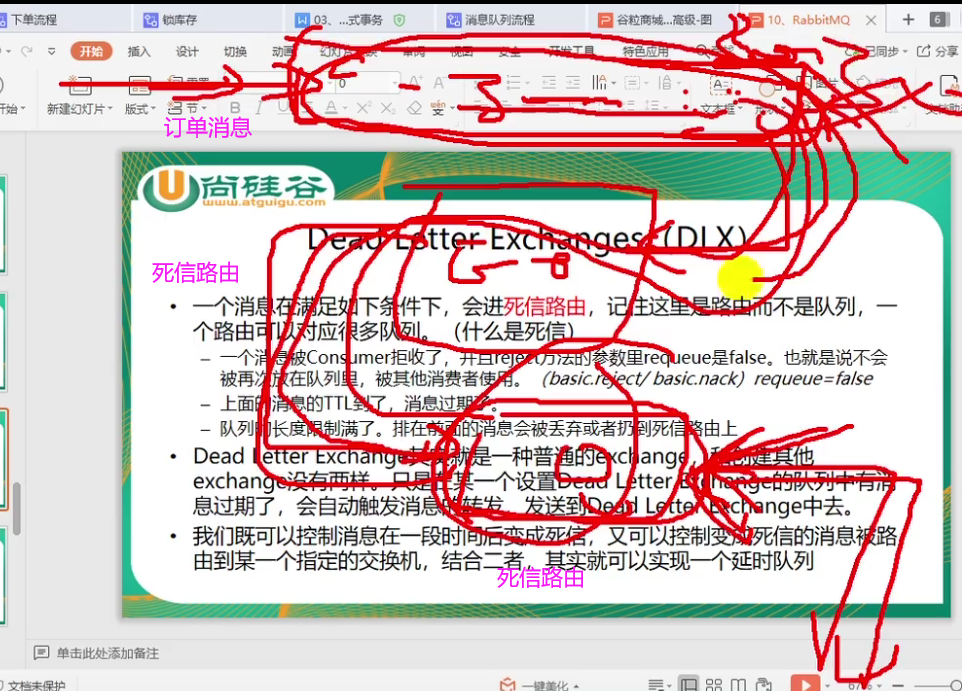 下单流程
锁库存
03、...式事务
消息队列流程
谷粒商城...高级-图
10、RabbitMQ
6
开始
插入
设计
切换
动画
安全
开发工具
特色应用
分享
新建幻灯片
版式
节
0
B
文本框
图片
订单消息
尚硅谷
www.atguigu.com
Dead Letter Exchanges（DLX）
死信路由
• 一个消息在满足如下条件下，会进死信路由，记住这里是路由而不是队列，一
个路由可以对应很多队列。（什么是死信）
– 一个消息被Consumer拒收了，并且reject方法的参数里requeue是false。也就是说不会
被再次放在队列里，被其他消费者使用。（basic.reject/ basic.nack）requeue=false
– 上面的消息的TTL到了，消息过期了。
– 队列的长度限制满了。排在前面的消息会被丢弃或者扔到死信路由上
• Dead Letter Exchange其实就是一种普通的exchange，和创建其他
exchange没有两样。只是在某一个设置Dead Letter Exchange的队列中有消
息过期了，会自动触发消息的转发，发送到Dead Letter Exchange中去。
• 我们既可以控制消息在一段时间后变成死信，又可以控制变成死信的消息被路
由到某一个指定的交换机，结合二者，其实就可以实现一个延时队列
死信路由
单击此处添加备注
文档未保护
一键美化